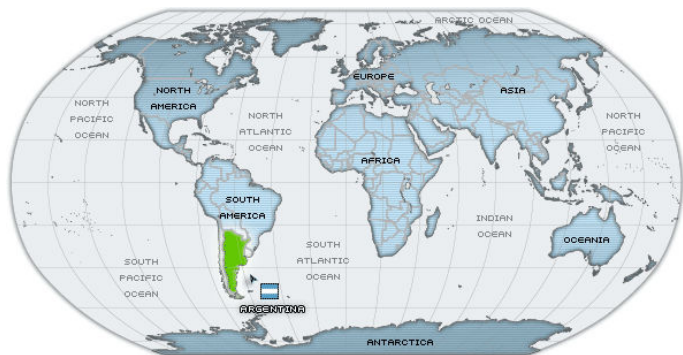 ARCTIC OCEAN
EUROPE
NORTH
AMERICA
ASIA
NORTH
PACIFIC
OCEAN
NORTH
ATLANTIC
OCEAN
NORTH
PACIFIC
OCEAN
AFRICA
SOUTH
AMERICA
INDIAN
OCEAN
OCEANIA
SOUTH
PACIFIC
OCEAN
SOUTH
ATLANTIC
OCEAN
ARGENTINA
ANTARCTICA